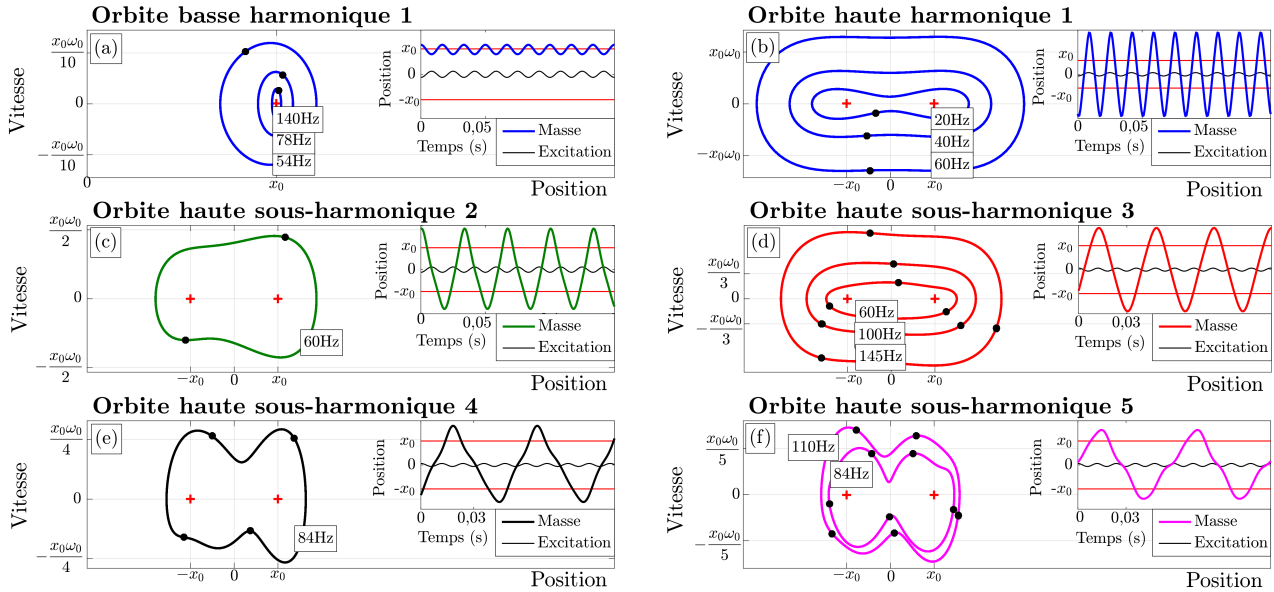 Orbite basse harmonique 1
(a)
x₀ω₀
10
0
−x₀ω₀
10
Vitesse
140Hz
78Hz
54Hz
0
x₀
Position
x₀
0
-x₀
Position
0
0,05
Temps (s)
Masse
Excitation
Orbite haute harmonique 1
(b)
x₀ω₀
0
−x₀ω₀
Vitesse
20Hz
40Hz
60Hz
−x₀
0
x₀
Position
x₀
0
-x₀
Position
0
0,05
Temps (s)
Masse
Excitation
Orbite haute sous-harmonique 2
(c)
x₀ω₀
2
0
−x₀ω₀
2
Vitesse
60Hz
−x₀
0
x₀
Position
x₀
0
-x₀
Position
0
0,05
Temps (s)
Masse
Excitation
Orbite haute sous-harmonique 3
(d)
x₀ω₀
3
0
−x₀ω₀
3
Vitesse
60Hz
100Hz
145Hz
−x₀
0
x₀
Position
x₀
0
-x₀
Position
0
0,03
Temps (s)
Masse
Excitation
Orbite haute sous-harmonique 4
(e)
x₀ω₀
4
0
−x₀ω₀
4
Vitesse
84Hz
−x₀
0
x₀
Position
x₀
0
-x₀
Position
0
0,03
Temps (s)
Masse
Excitation
Orbite haute sous-harmonique 5
(f)
x₀ω₀
5
0
−x₀ω₀
5
Vitesse
110Hz
84Hz
−x₀
0
x₀
Position
x₀
0
-x₀
Position
0
0,03
Temps (s)
Masse
Excitation